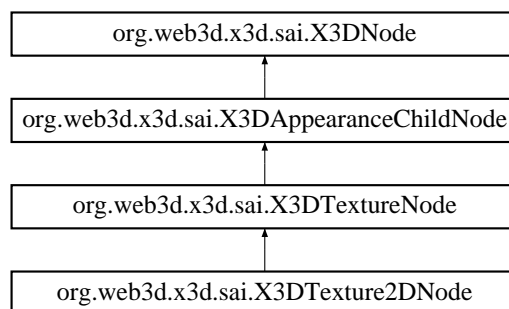 org.web3d.x3d.sai.X3DNode
org.web3d.x3d.sai.X3DAppearanceChildNode
org.web3d.x3d.sai.X3DTextureNode
org.web3d.x3d.sai.X3DTexture2DNode